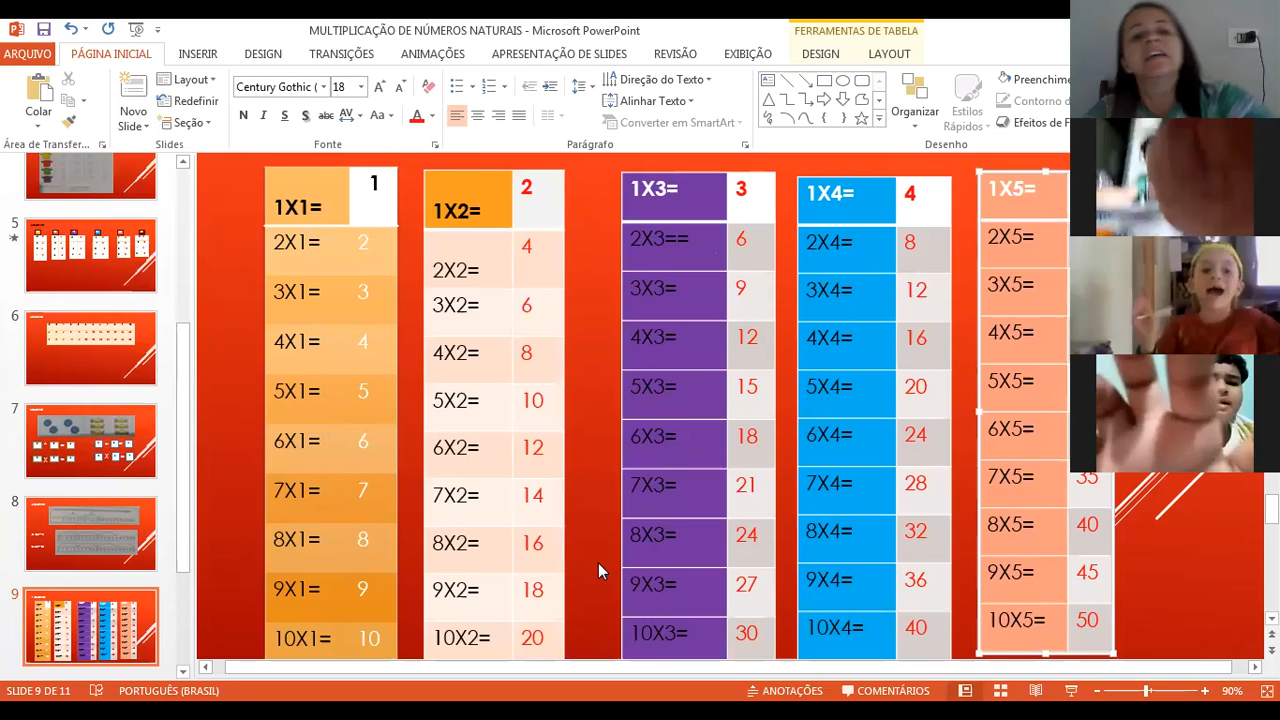 MULTIPLICAÇÃO DE NÚMEROS NATURAIS - Microsoft PowerPoint
FERRAMENTAS DE TABELA
ARQUIVO PÁGINA INICIAL INSERIR DESIGN TRANSIÇÕES ANIMAÇÕES APRESENTAÇÃO DE SLIDES REVISÃO EXIBIÇÃO DESIGN LAYOUT
Colar
Novo Slide
Layout
Redefinir
Seção
Century Gothic ( 18
N I S S abc AV Aa A
Direção do Texto
Alinhar Texto
Converter em SmartArt
Organizar
Estilos Rápidos
Preenchime
Contorno d
Efeitos de F
Área de Transfer... Slides Fonte Parágrafo Desenho
5
6
7
8
9
1X1= 1
2X1= 2
3X1= 3
4X1= 4
5X1= 5
6X1= 6
7X1= 7
8X1= 8
9X1= 9
10X1= 10
1X2= 2
2X2= 4
3X2= 6
4X2= 8
5X2= 10
6X2= 12
7X2= 14
8X2= 16
9X2= 18
10X2= 20
1X3= 3
2X3== 6
3X3= 9
4X3= 12
5X3= 15
6X3= 18
7X3= 21
8X3= 24
9X3= 27
10X3= 30
1X4= 4
2X4= 8
3X4= 12
4X4= 16
5X4= 20
6X4= 24
7X4= 28
8X4= 32
9X4= 36
10X4= 40
1X5=
2X5=
3X5=
4X5=
5X5=
6X5=
7X5= 35
8X5= 40
9X5= 45
10X5= 50
SLIDE 9 DE 11 PORTUGUÊS (BRASIL) ANOTAÇÕES COMENTÁRIOS 90%